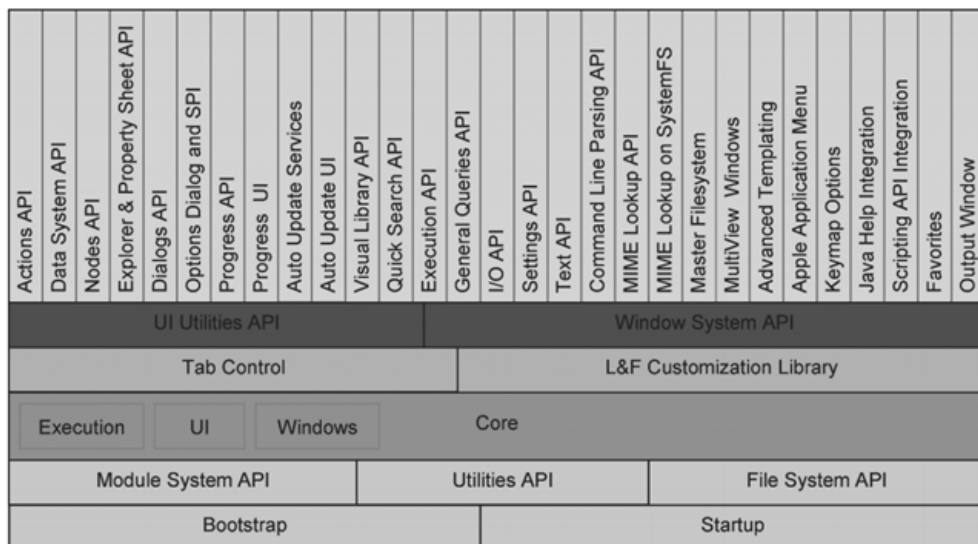 Actions API
Data System API
Nodes API
Explorer & Property Sheet API
Dialogs API
Options Dialog and SPI
Progress API
Progress UI
Auto Update Services
Auto Update UI
Visual Library API
Quick Search API
Execution API
General Queries API
I/O API
Settings API
Text API
Command Line Parsing API
MIME Lookup API
MIME Lookup on SystemFS
Master Filesystem
MultiView Windows
Advanced Templating
Apple Application Menu
Keymap Options
Java Help Integration
Scripting API Integration
Favorites
Output Window
UI Utilities API
Window System API
Tab Control
L&F Customization Library
Execution
UI
Windows
Core
Module System API
Utilities API
File System API
Bootstrap
Startup